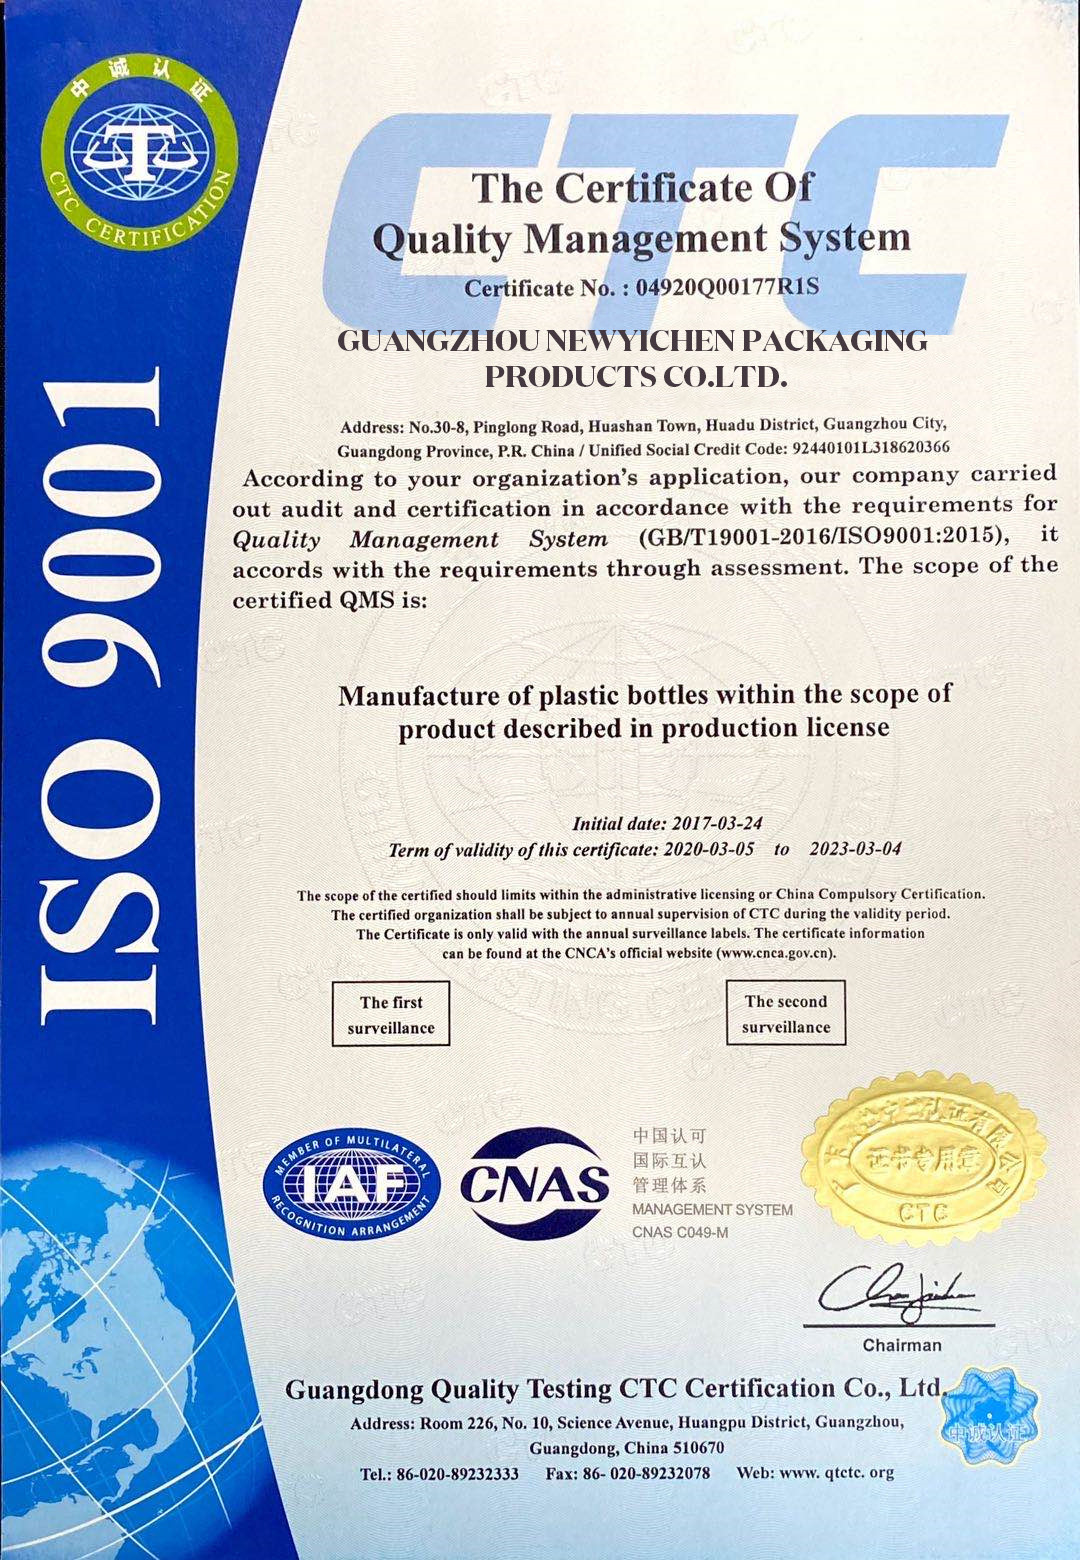 中诚认证
CTC CERTIFICATION
ISO 9001
CTC
The Certificate Of
Quality Management System
Certificate No. : 04920Q00177R1S
GUANGZHOU NEWYICHEN PACKAGING
PRODUCTS CO.LTD.
Address: No.30-8, Pinglong Road, Huashan Town, Huadu District, Guangzhou City,
Guangdong Province, P.R. China / Unified Social Credit Code: 92440101L318620366
According to your organization's application, our company carried
out audit and certification in accordance with the requirements for
Quality Management System (GB/T19001-2016/ISO9001:2015), it
accords with the requirements through assessment. The scope of the
certified QMS is:
Manufacture of plastic bottles within the scope of
product described in production license
Initial date: 2017-03-24
Term of validity of this certificate: 2020-03-05 to 2023-03-04
The scope of the certified should limits within the administrative licensing or China Compulsory Certification.
The certified organization shall be subject to annual supervision of CTC during the validity period.
The Certificate is only valid with the annual surveillance labels. The certificate information
can be found at the CNCA's official website (www.cnca.gov.cn).
The first
surveillance
The second
surveillance
MEMBER OF MULTILATERAL
IAF
RECOGNITION ARRANGEMENT
CNAS
中国认可
国际互认
管理体系
MANAGEMENT SYSTEM
CNAS C049-M
证书专用章
CTC
Chairman
Guangdong Quality Testing CTC Certification Co., Ltd.
中诚认证
Address: Room 226, No. 10, Science Avenue, Huangpu District, Guangzhou,
Guangdong, China 510670
Tel.: 86-020-89232333 Fax: 86- 020-89232078 Web: www. qtctc. org